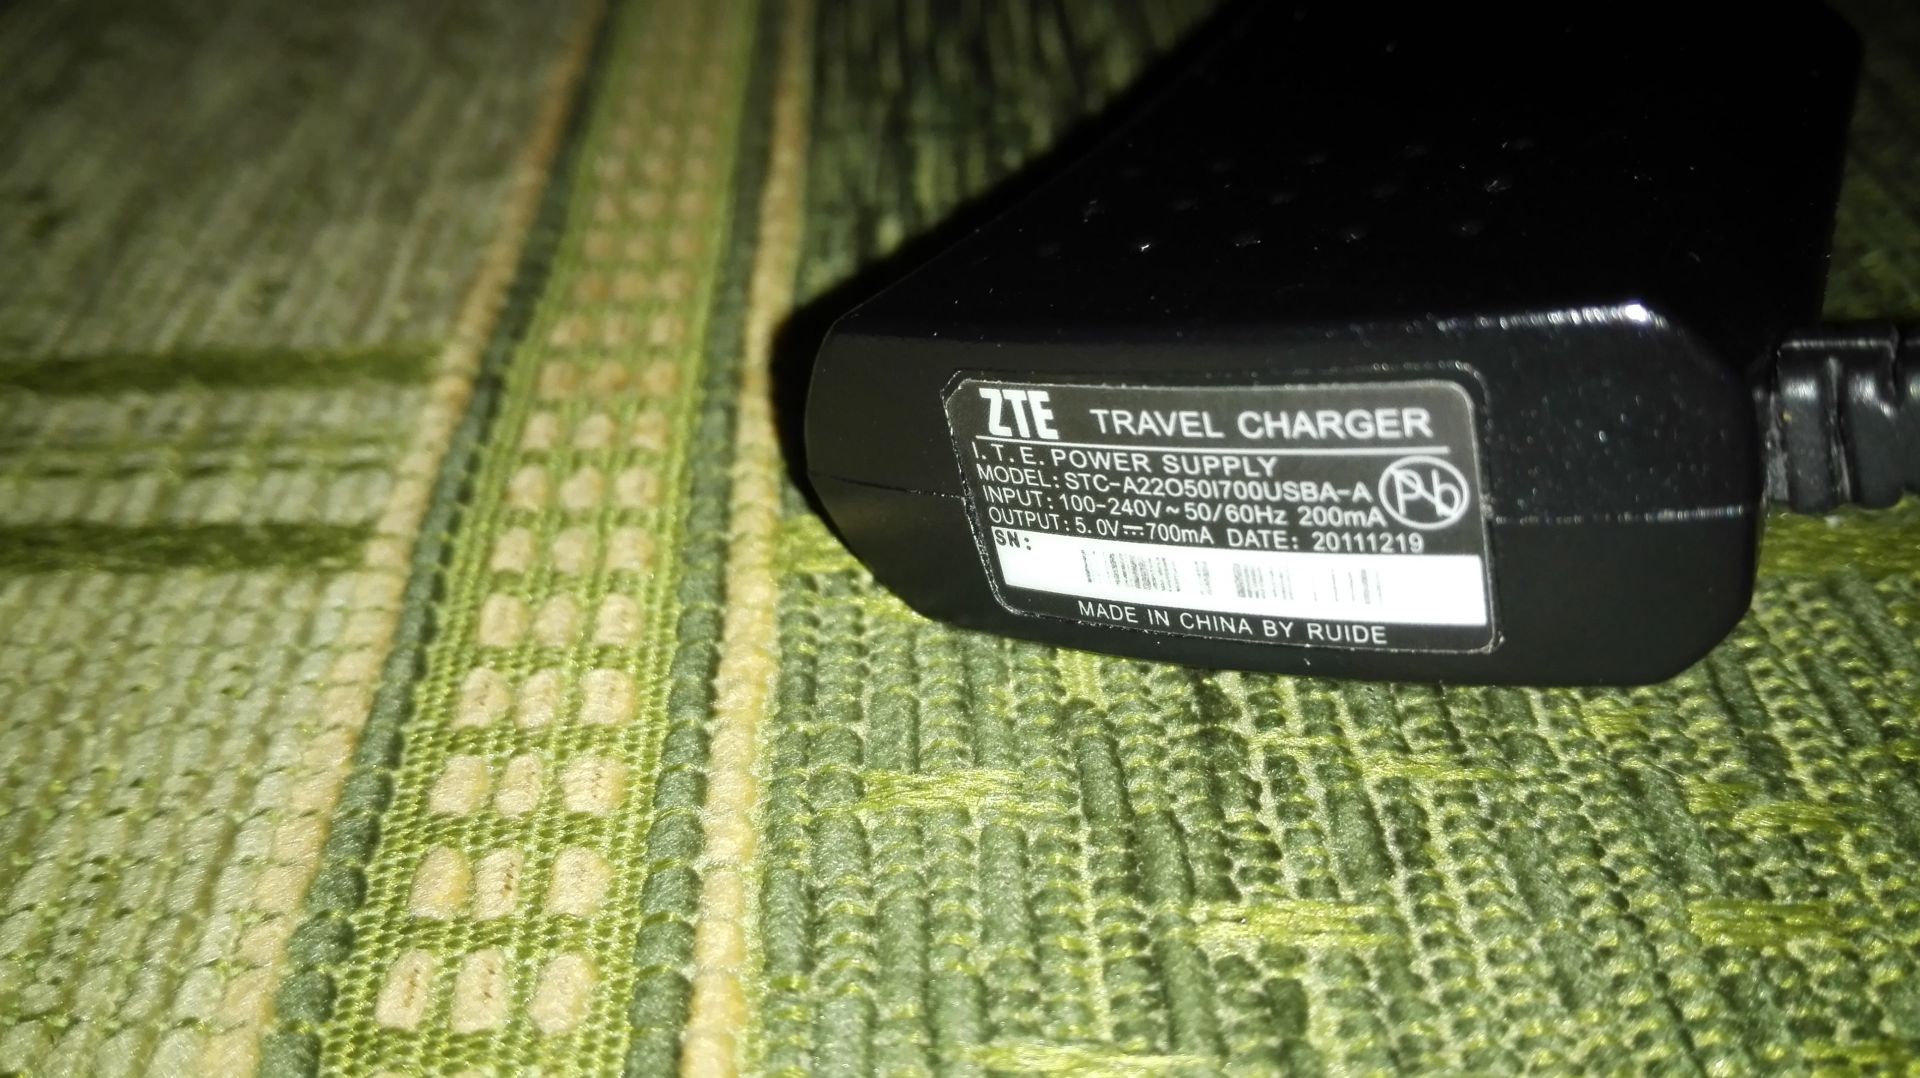 ZTE TRAVEL CHARGER
I.T.E. POWER SUPPLY
MODEL: STC-A22O50I700USBA-A
INPUT: 100-240V~50/60Hz 200mA
Pb
OUTPUT: 5.0V⎓700mA DATE: 20111219
SN:
MADE IN CHINA BY RUIDE